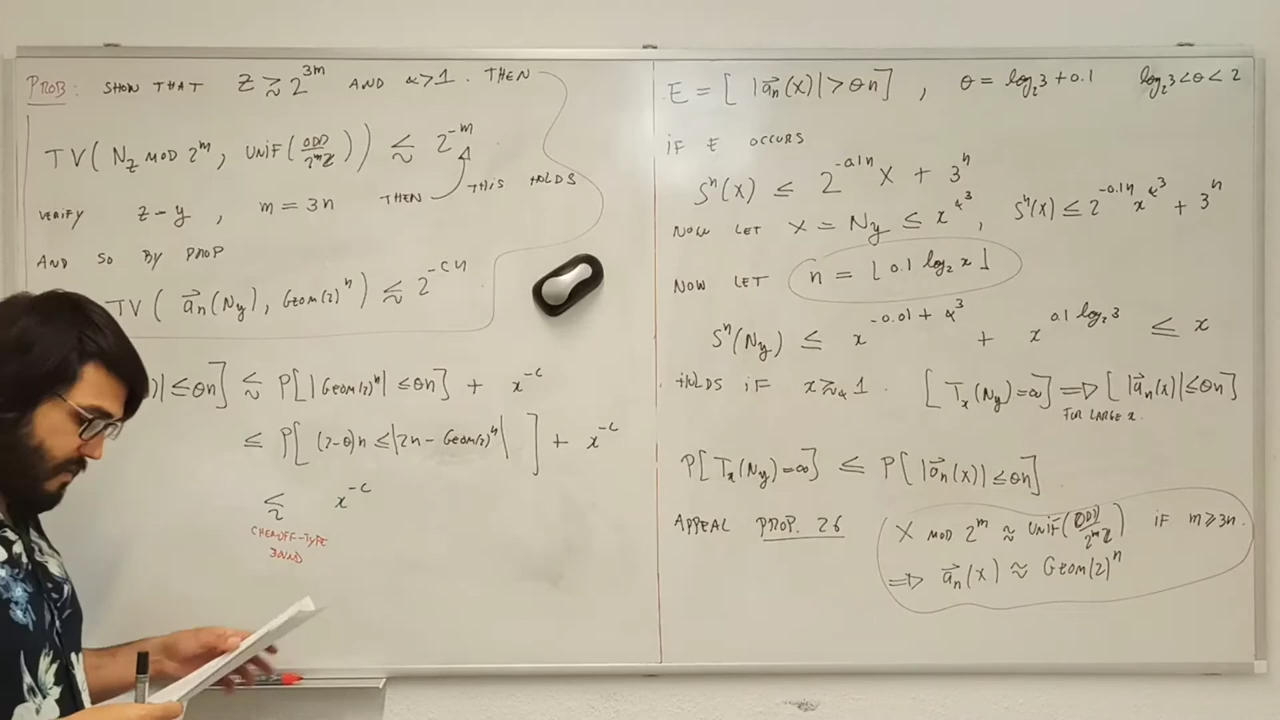 PROB: SHOW THAT z ≳ 2^{3m} AND α>1. THEN
TV( N_z MOD 2^m, UNIF( ODD/2^mℤ ) ) ≲ 2^{-m}
VERIFY z-y, m=3n THEN THIS HOLDS
AND SO BY PROP
TV( a⃗_n(N_y), GEOM(2)^n ) ≲ 2^{-cn}
)| ≤ θn ] ≲ P[ |GEOM(2)^n| ≤ θn ] + x^{-c}
≤ P[ (2-θ)n ≤ |2n - GEOM(2)^n| ] + x^{-c}
≲ x^{-c}
CHERNOFF-TYPE
BOUND
E = [ |a⃗_n(X)| > θn ], θ = log_2 3 + 0.1 log_2 3 < θ < 2
IF E OCCURS
S^n(X) ≤ 2^{-0.1n} X + 3^n
NOW LET X = N_y ≤ x^{α^3}, S^n(X) ≤ 2^{-0.1n} x^{α^3} + 3^n
NOW LET n = ⌊ 0.1 log_2 x ⌋
S^n(N_y) ≤ x^{-0.01 + α^3} + x^{0.1 log_2 3} ≤ x
HOLDS IF x ≳_α 1. [ T_x(N_y)=∞ ] ⟹ [ |a⃗_n(X)| ≤ θn ]
FOR LARGE x.
P[ T_x(N_y)=∞ ] ≤ P[ |a⃗_n(X)| ≤ θn ]
APPEAL PROP. 26 X MOD 2^m ≈ UNIF( ODD/2^mℤ ) IF m ≥ 3n.
⟹ a⃗_n(X) ≈ GEOM(2)^n